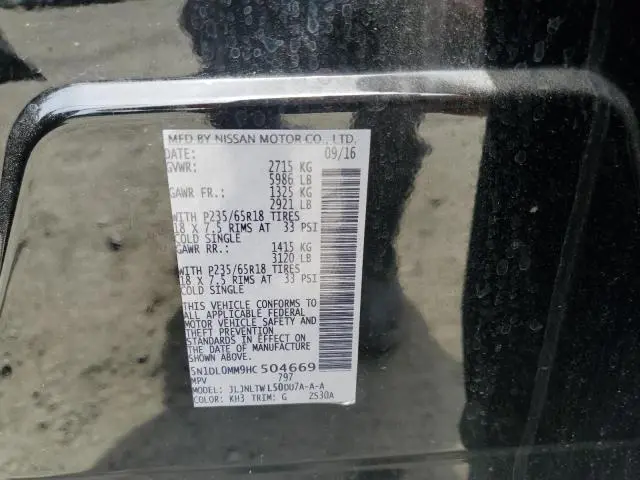 MFD BY NISSAN MOTOR CO., LTD.
DATE: 09/16
GVWR: 2715 KG
5986 LB
GAWR FR.: 1325 KG
2921 LB
WITH P235/65R18 TIRES
18 X 7.5 RIMS AT 33 PSI
COLD SINGLE
GAWR RR.: 1415 KG
3120 LB
WITH P235/65R18 TIRES
18 X 7.5 RIMS AT 33 PSI
COLD SINGLE
THIS VEHICLE CONFORMS TO
ALL APPLICABLE FEDERAL
MOTOR VEHICLE SAFETY AND
THEFT PREVENTION
STANDARDS IN EFFECT ON
THE DATE OF MANUFACTURE
SHOWN ABOVE.
5N1DL0MM9HC504669
MPV 797
MODEL: JLJNLTWL50DU7A-A-A
COLOR: KH3 TRIM: G 2S30A